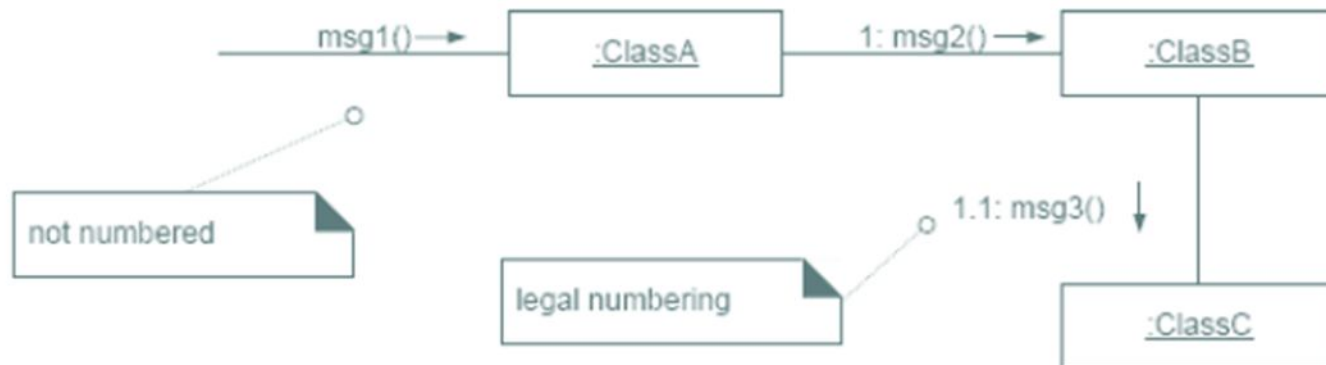 msg1()
:ClassA
1: msg2()
:ClassB
not numbered
1.1: msg3()
legal numbering
:ClassC